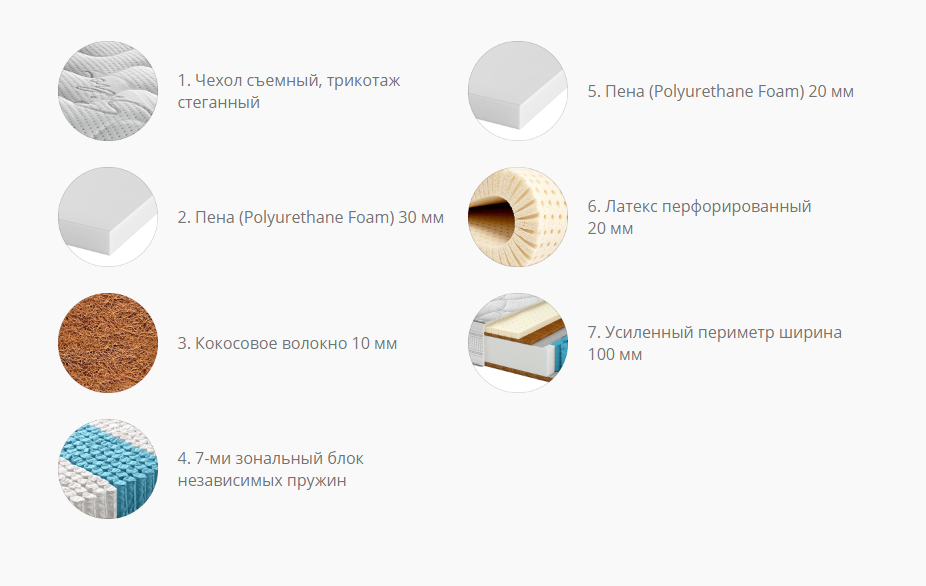 1. Чехол съемный, трикотаж
стеганный
2. Пена (Polyurethane Foam) 30 мм
3. Кокосовое волокно 10 мм
4. 7-ми зональный блок
независимых пружин
5. Пена (Polyurethane Foam) 20 мм
6. Латекс перфорированный
20 мм
7. Усиленный периметр ширина
100 мм